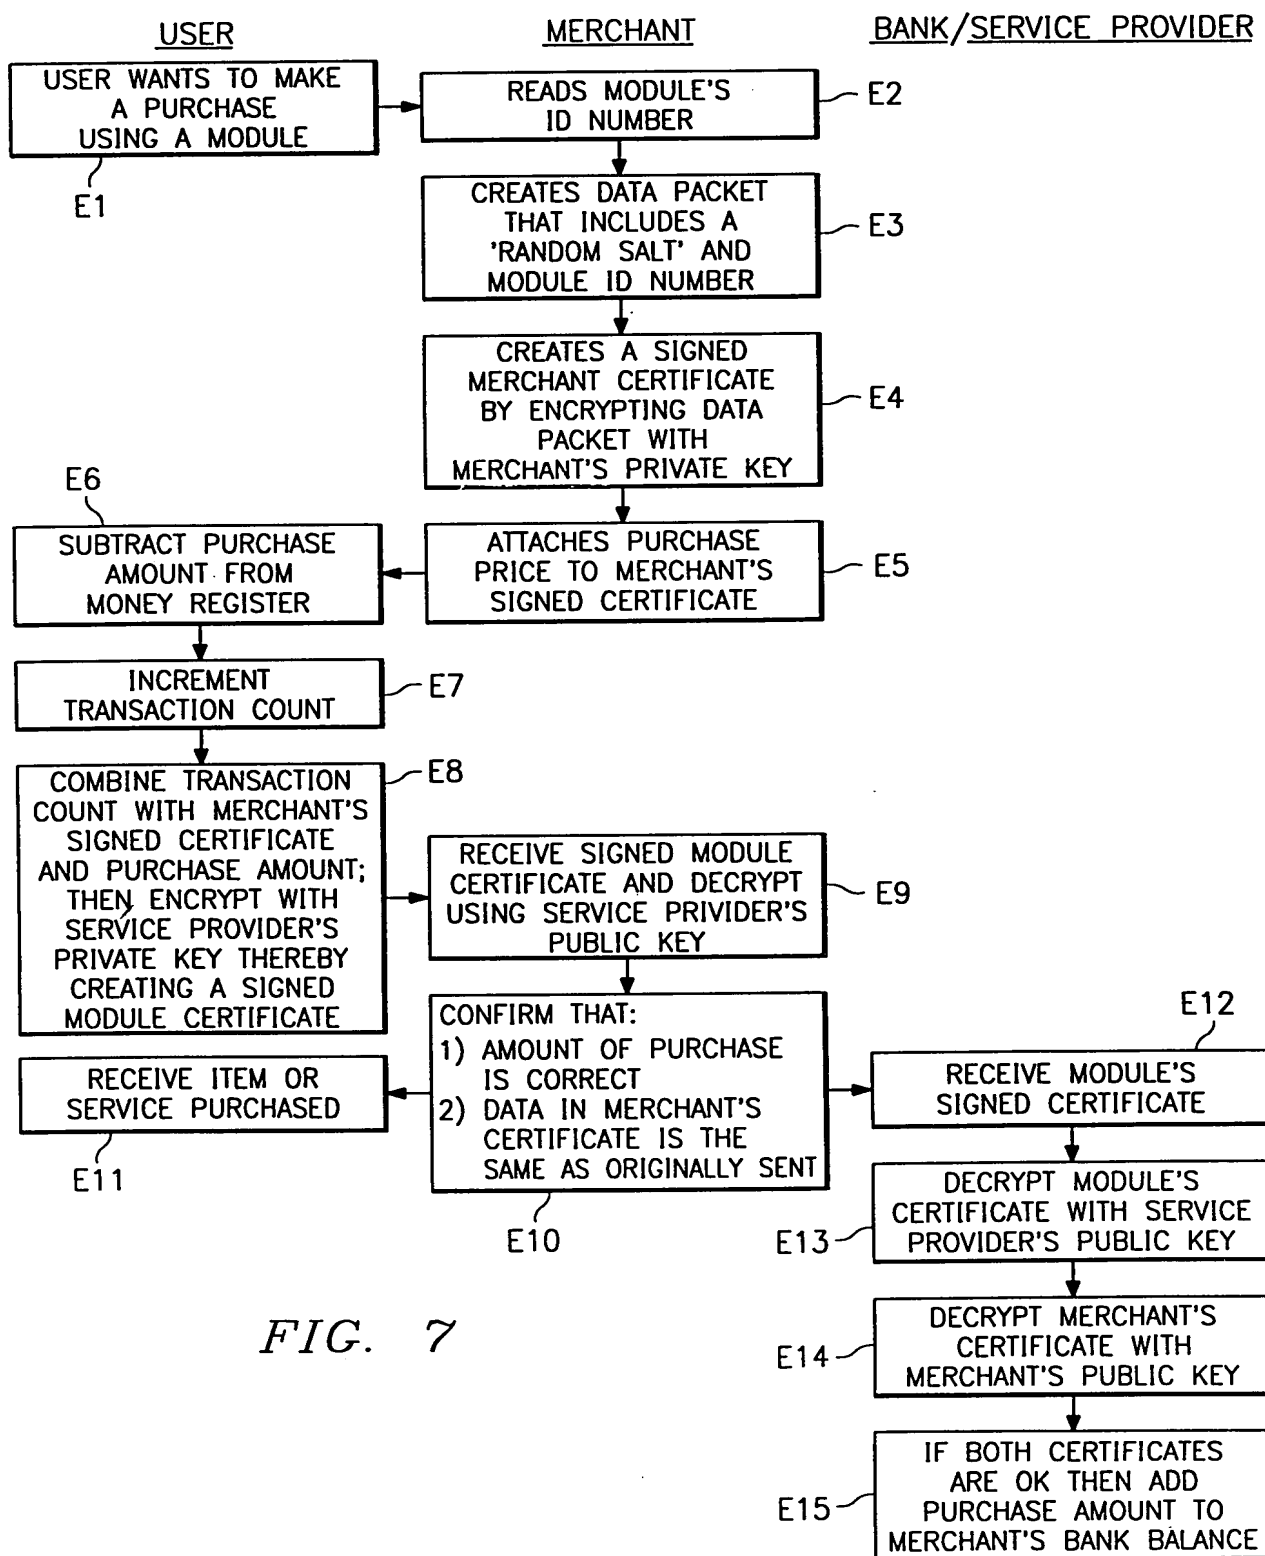 USER
MERCHANT
BANK/SERVICE PROVIDER
USER WANTS TO MAKE
A PURCHASE
USING A MODULE
E1
READS MODULE'S
ID NUMBER
E2
CREATES DATA PACKET
THAT INCLUDES A
'RANDOM SALT' AND
MODULE ID NUMBER
E3
CREATES A SIGNED
MERCHANT CERTIFICATE
BY ENCRYPTING DATA
PACKET WITH
MERCHANT'S PRIVATE KEY
E4
ATTACHES PURCHASE
PRICE TO MERCHANT'S
SIGNED CERTIFICATE
E5
E6
SUBTRACT PURCHASE
AMOUNT FROM
MONEY REGISTER
INCREMENT
TRANSACTION COUNT
E7
COMBINE TRANSACTION
COUNT WITH MERCHANT'S
SIGNED CERTIFICATE
AND PURCHASE AMOUNT;
THEN ENCRYPT WITH
SERVICE PROVIDER'S
PRIVATE KEY THEREBY
CREATING A SIGNED
MODULE CERTIFICATE
E8
RECEIVE SIGNED MODULE
CERTIFICATE AND DECRYPT
USING SERVICE PRIVIDER'S
PUBLIC KEY
E9
CONFIRM THAT:
1) AMOUNT OF PURCHASE
IS CORRECT
2) DATA IN MERCHANT'S
CERTIFICATE IS THE
SAME AS ORIGINALLY SENT
E10
RECEIVE ITEM OR
SERVICE PURCHASED
E11
E12
RECEIVE MODULE'S
SIGNED CERTIFICATE
DECRYPT MODULE'S
CERTIFICATE WITH SERVICE
PROVIDER'S PUBLIC KEY
E13
DECRYPT MERCHANT'S
CERTIFICATE WITH
MERCHANT'S PUBLIC KEY
E14
IF BOTH CERTIFICATES
ARE OK THEN ADD
PURCHASE AMOUNT TO
MERCHANT'S BANK BALANCE
E15
FIG. 7